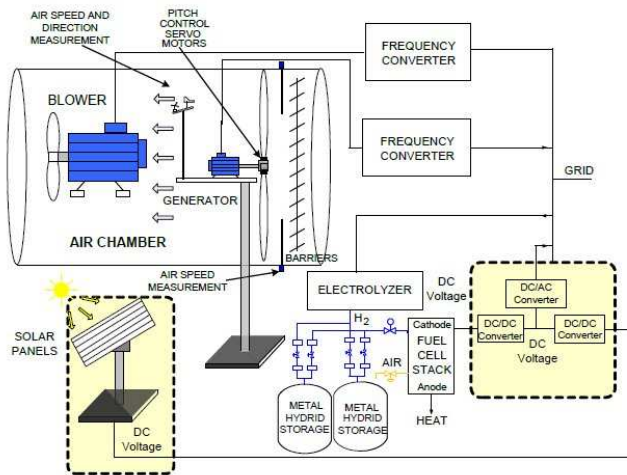 AIR SPEED AND
DIRECTION
MEASUREMENT
PITCH
CONTROL
SERVO
MOTORS
FREQUENCY
CONVERTER
BLOWER
FREQUENCY
CONVERTER
GRID
GENERATOR
AIR CHAMBER
BARRIERS
AIR SPEED
MEASUREMENT
ELECTROLYZER
DC
Voltage
DC/AC
Converter
DC/DC
Converter
DC/DC
Converter
DC
Voltage
H2
SOLAR
PANELS
Cathode
FUEL
CELL
STACK
Anode
AIR
HEAT
METAL
HYDRID
STORAGE
METAL
HYDRID
STORAGE
DC
Voltage